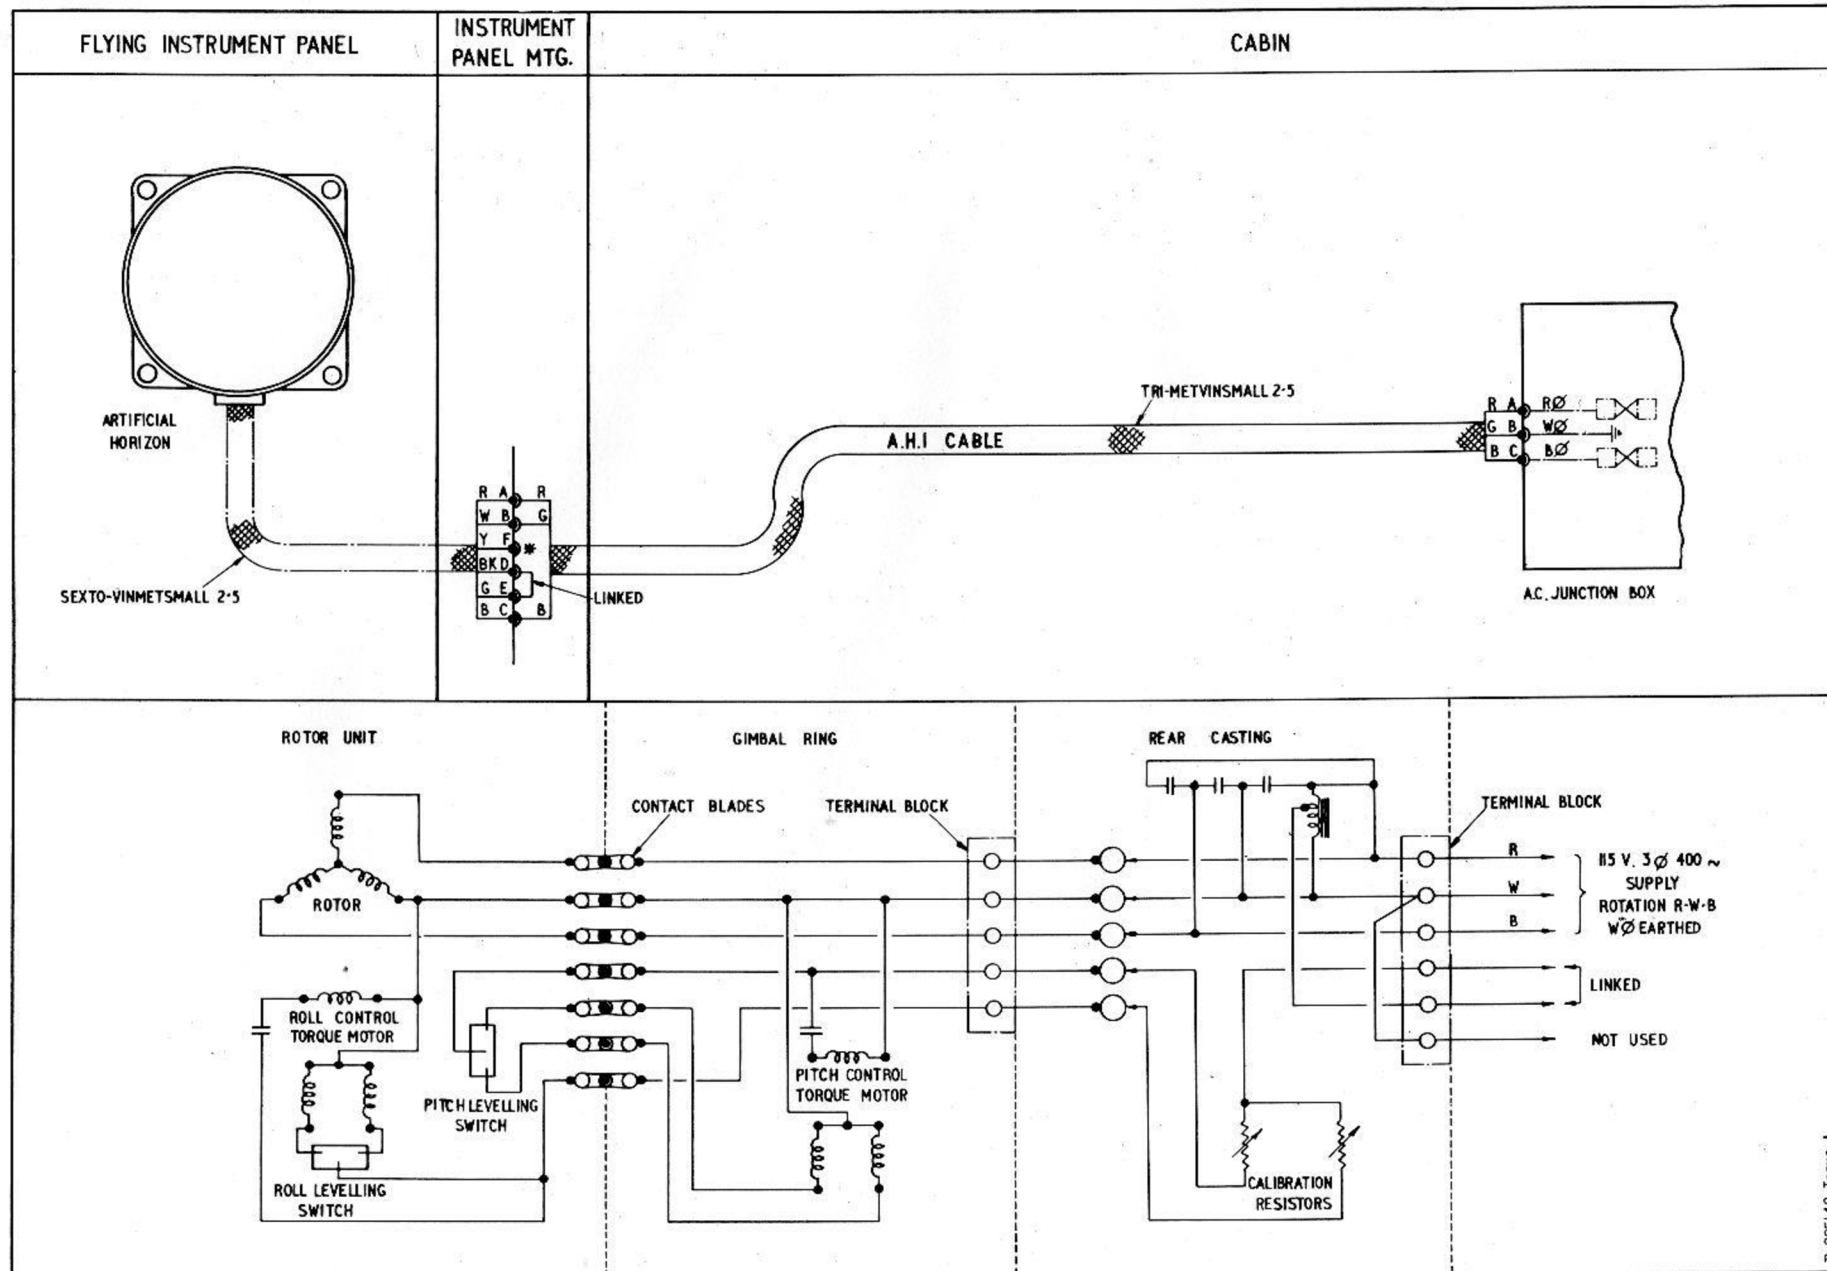 FLYING INSTRUMENT PANEL
INSTRUMENT
PANEL MTG.
CABIN
ARTIFICIAL
HORIZON
SEXTO-VINMETSMALL 2·5
R A R
W B G
Y F *
BK D
G E
B C B
LINKED
A.H.1 CABLE
TRI-METVINSMALL 2·5
R A RØ
G B WØ
B C BØ
A.C. JUNCTION BOX
ROTOR UNIT
GIMBAL RING
REAR CASTING
CONTACT BLADES
TERMINAL BLOCK
TERMINAL BLOCK
ROTOR
R
W
B
115 V. 3Ø 400 ~
SUPPLY
ROTATION R-W-B
WØ EARTHED
LINKED
NOT USED
ROLL CONTROL
TORQUE MOTOR
PITCH LEVELLING
SWITCH
PITCH CONTROL
TORQUE MOTOR
ROLL LEVELLING
SWITCH
CALIBRATION
RESISTORS